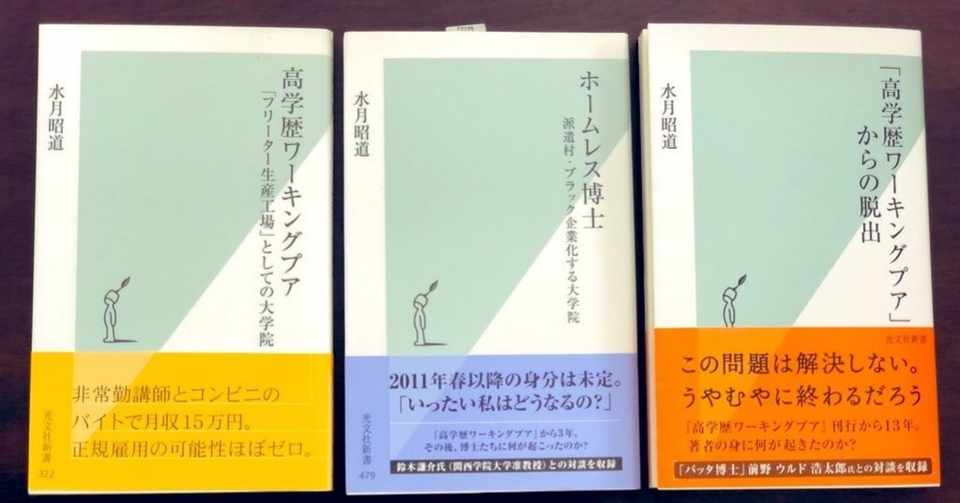 高学歴ワーキングプア
「フリーター生産工場」としての大学院
水月昭道
非常勤講師とコンビニの
バイトで月収15万円。
正規雇用の可能性ほぼゼロ。
光文社新書
322
ホームレス博士
派遣村・ブラック企業化する大学院
水月昭道
2011年春以降の身分は未定。
「いったい私はどうなるの?」
『高学歴ワーキングプア』から3年。
その後、博士たちに何が起こったのか?
鈴木謙介氏(関西学院大学准教授)との対談を収録
光文社新書
479
「高学歴ワーキングプア」
からの脱出
水月昭道
光文社新書
この問題は解決しない。
うやむやに終わるだろう
『高学歴ワーキングプア』刊行から13年。
著者の身に何が起きたのか?
「バッタ博士」前野 ウルド 浩太郎氏との対談を収録